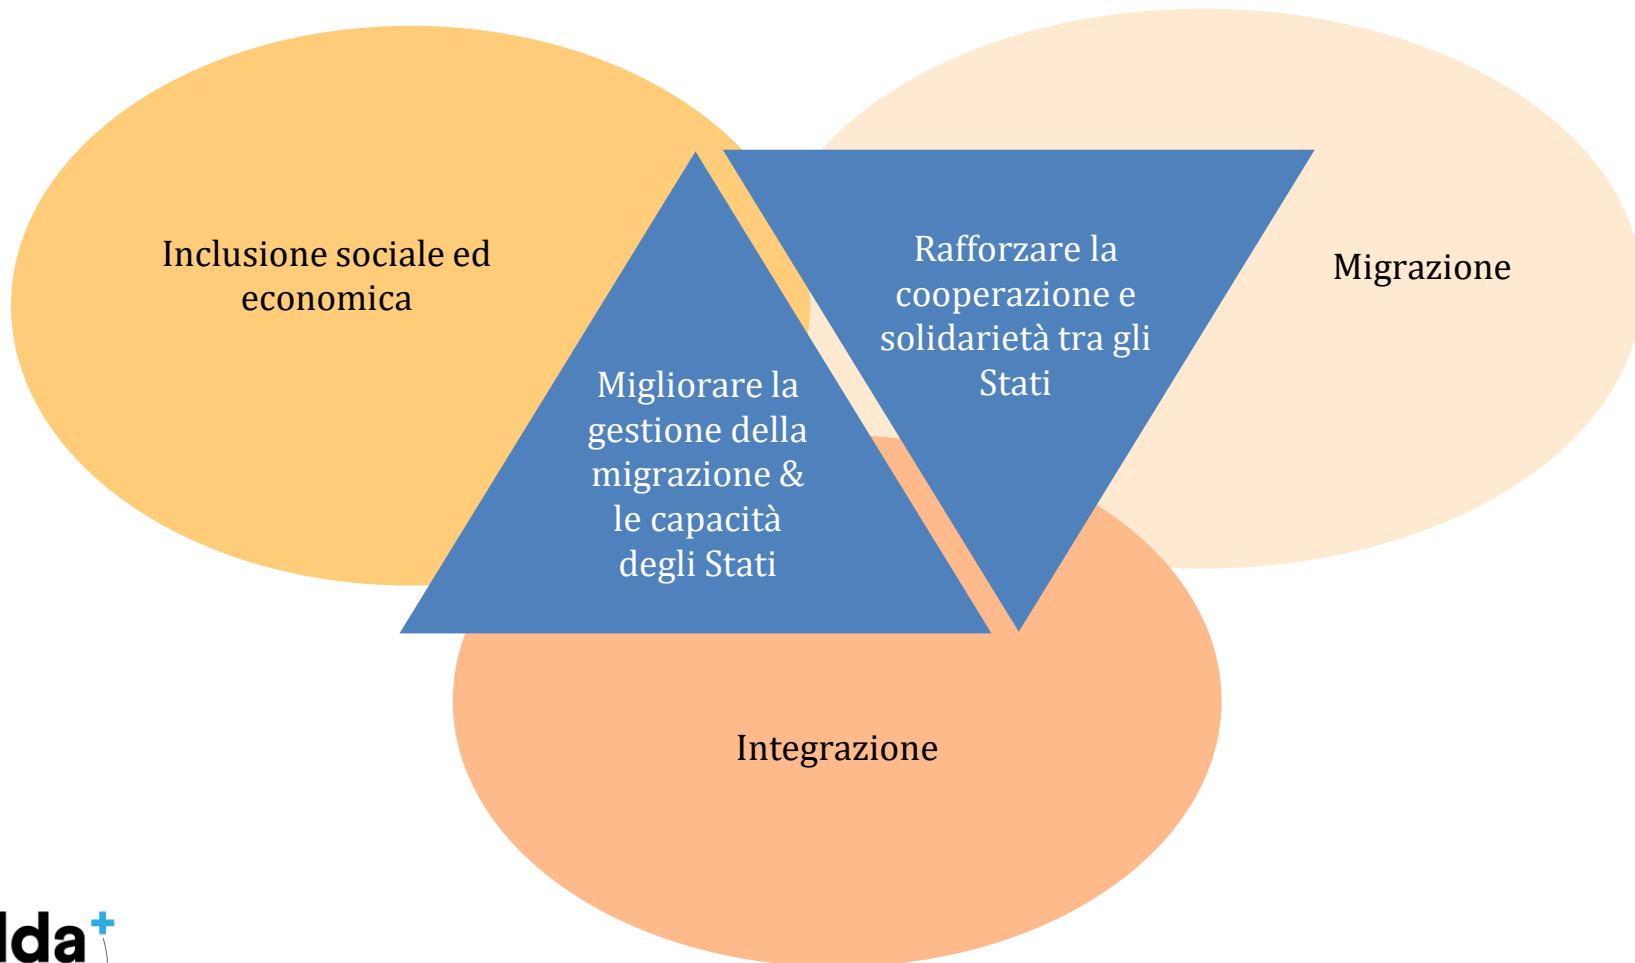 Inclusione sociale ed
economica
Migliorare la
gestione della
migrazione &
le capacità
degli Stati
Rafforzare la
cooperazione e
solidarietà tra gli
Stati
Migrazione
Integrazione
lda+